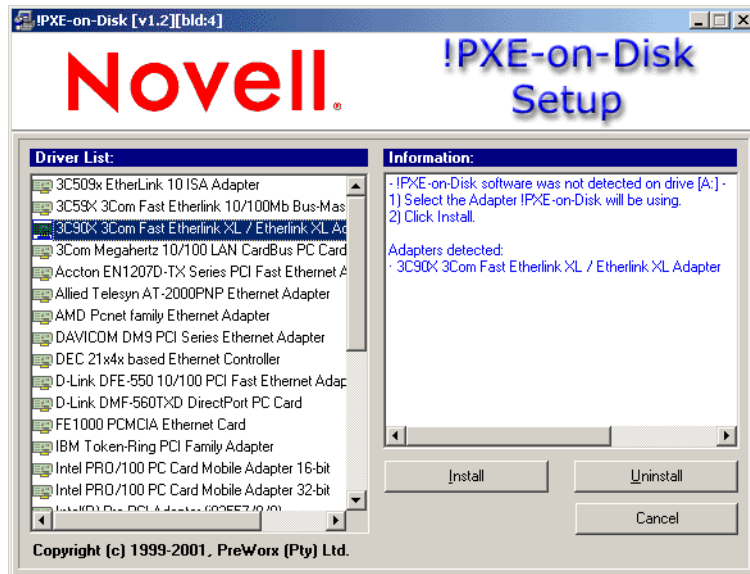 !PXE-on-Disk [v1.2][bld:4]
Novell®
!PXE-on-Disk
Setup
Driver List:
3C509x EtherLink 10 ISA Adapter
3C59X 3Com Fast Etherlink 10/100Mb Bus-Mas
3C90X 3Com Fast Etherlink XL / Etherlink XL Ad
3Com Megahertz 10/100 LAN CardBus PC Card
Accton EN1207D-TX Series PCI Fast Ethernet A
Allied Telesyn AT-2000PNP Ethernet Adapter
AMD Pcnet family Ethernet Adapter
DAVICOM DM9 PCI Series Ethernet Adapter
DEC 21x4x based Ethernet Controller
D-Link DFE-550 10/100 PCI Fast Ethernet Adap
D-Link DMF-560TXD DirectPort PC Card
FE1000 PCMCIA Ethernet Card
IBM Token-Ring PCI Family Adapter
Intel PRO/100 PC Card Mobile Adapter 16-bit
Intel PRO/100 PC Card Mobile Adapter 32-bit
Information:
- !PXE-on-Disk software was not detected on drive [A:] -
1) Select the Adapter !PXE-on-Disk will be using.
2) Click Install.
Adapters detected:
· 3C90X 3Com Fast Etherlink XL / Etherlink XL Adapter
Install
Uninstall
Cancel
Copyright (c) 1999-2001, PreWorx (Pty) Ltd.